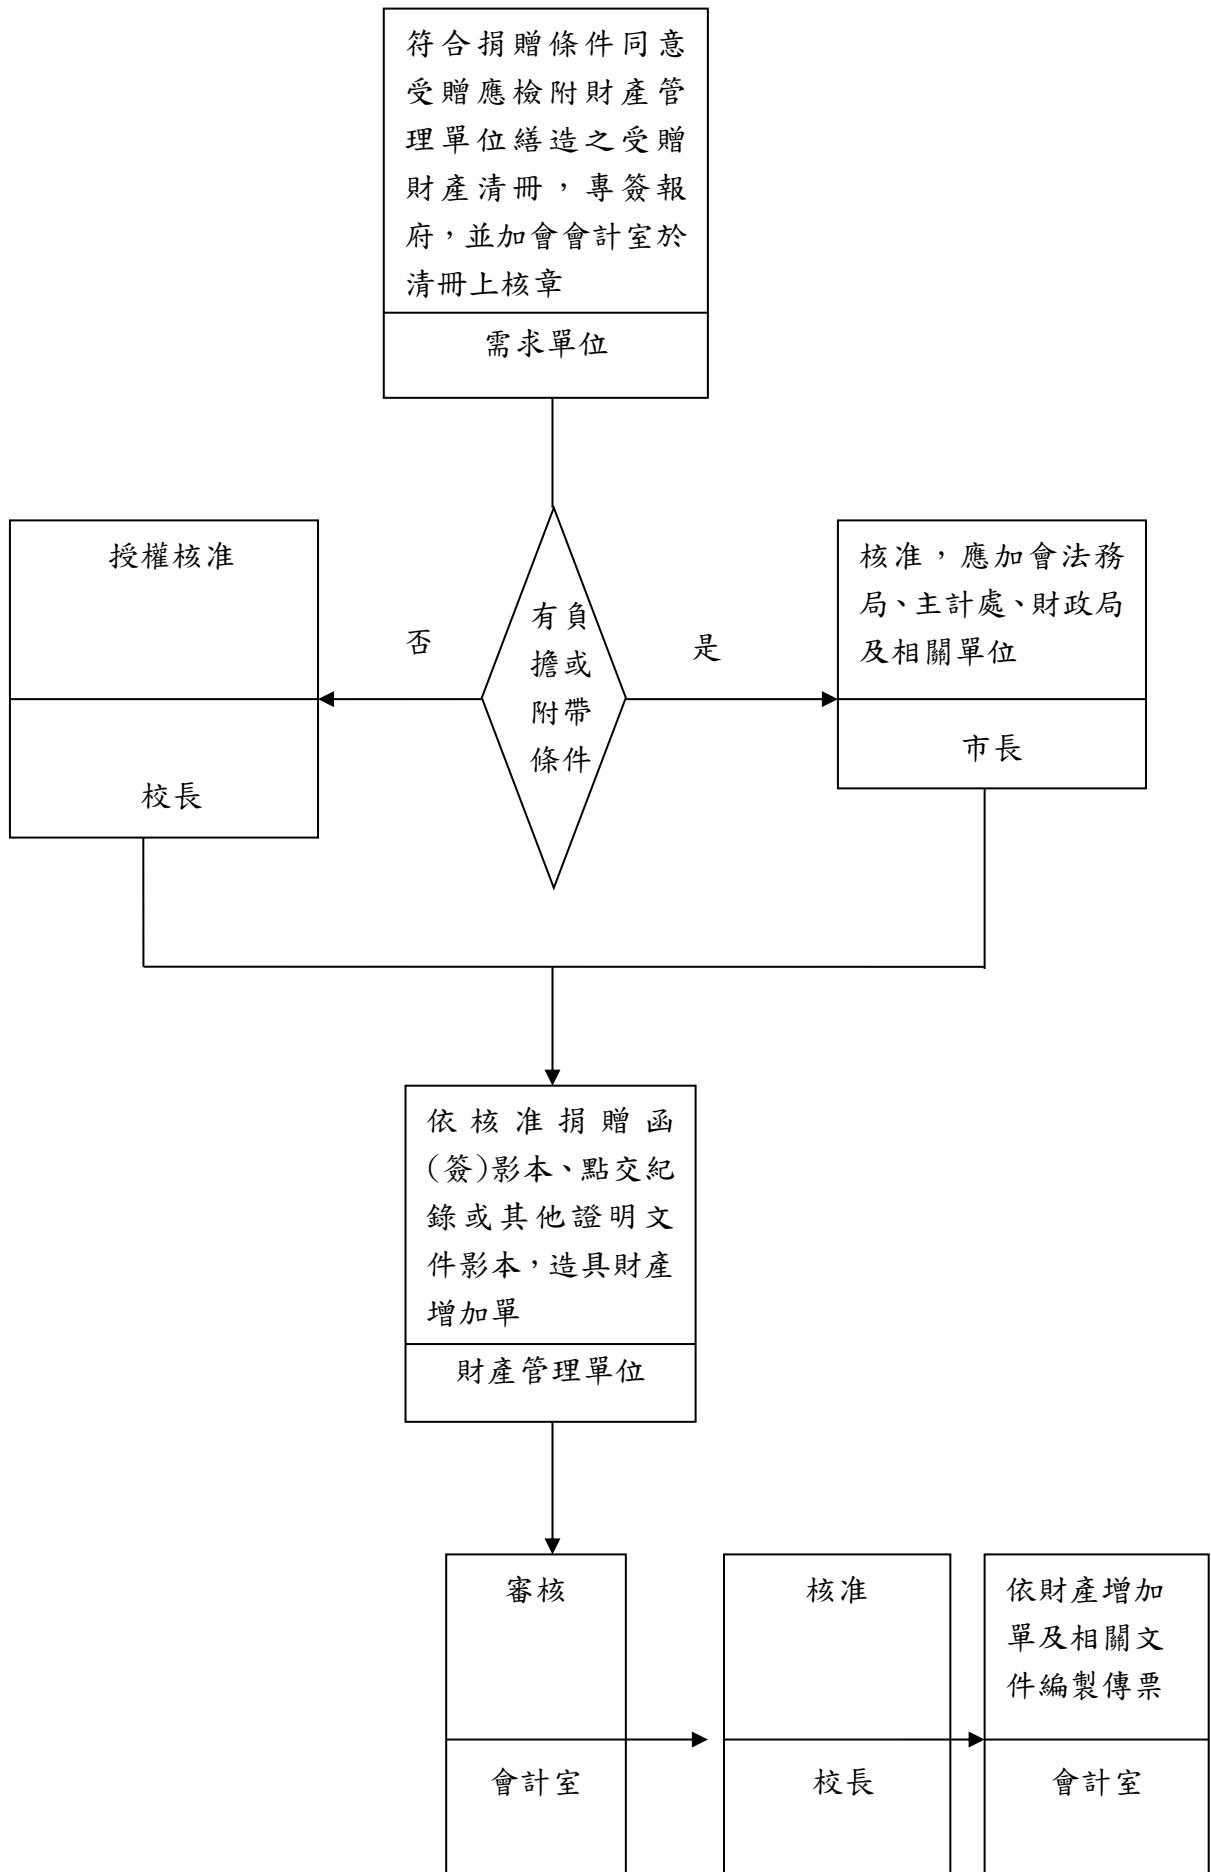 符合捐贈條件同意
受贈應檢附財產管
理單位繕造之受贈
財產清冊，專簽報
府，並加會會計室於
清冊上核章
需求單位
授權核准
校長
否
有負
擔或
附帶
條件
是
核准，應加會法務
局、主計處、財政局
及相關單位
市長
依核准捐贈函
(簽)影本、點交紀
錄或其他證明文
件影本，造具財產
增加單
財產管理單位
審核
會計室
核准
校長
依財產增加
單及相關文
件編製傳票
會計室